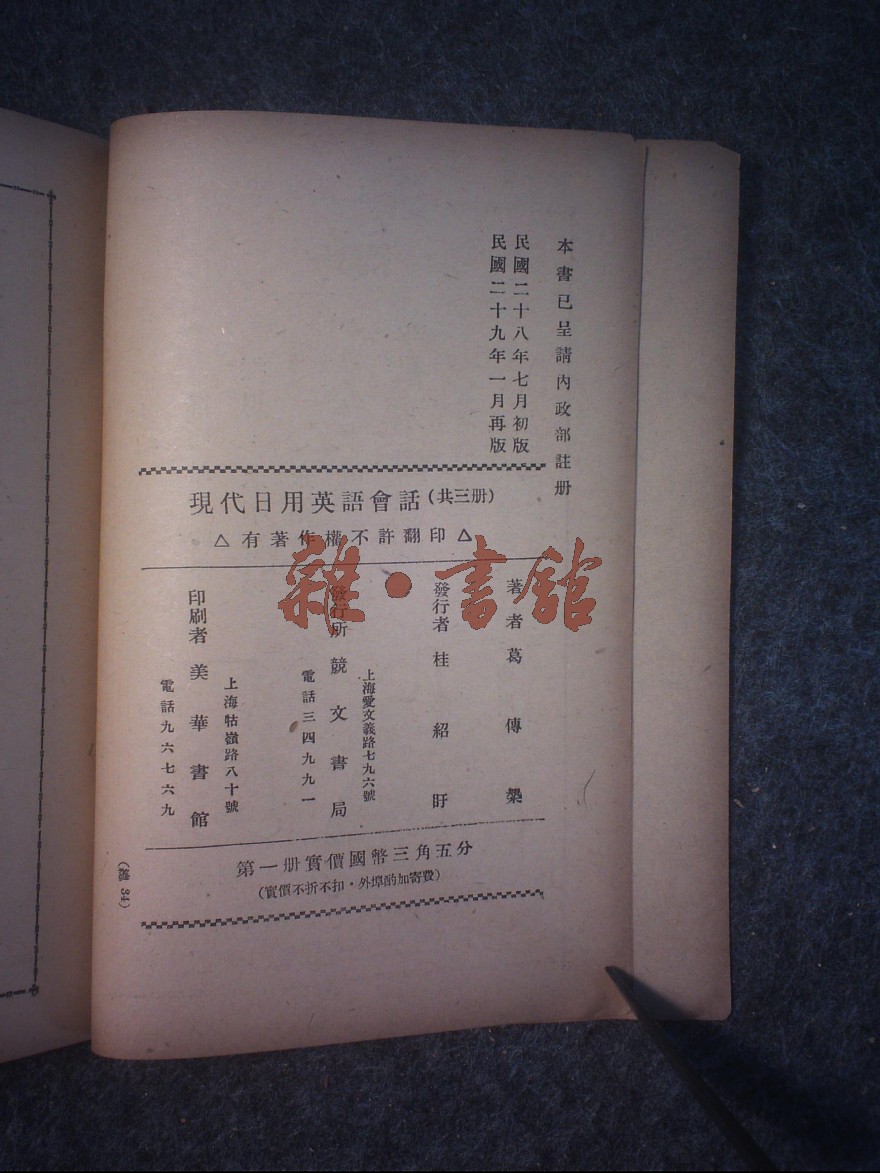 本書已呈請內政部註册
民國二十八年七月初版
民國二十九年一月再版
現代日用英語會話(共三册)
△有著作權不許翻印△
著者葛傳槼
發行者桂紹盱
上海愛文義路七九六號
發行所競文書局
電話三四九九一
上海牯嶺路八十號
印刷者美華書館
電話九六七六九
第一册實價國幣三角五分
(實價不折不扣·外埠酌加寄費)
(總 34)
雜·書館